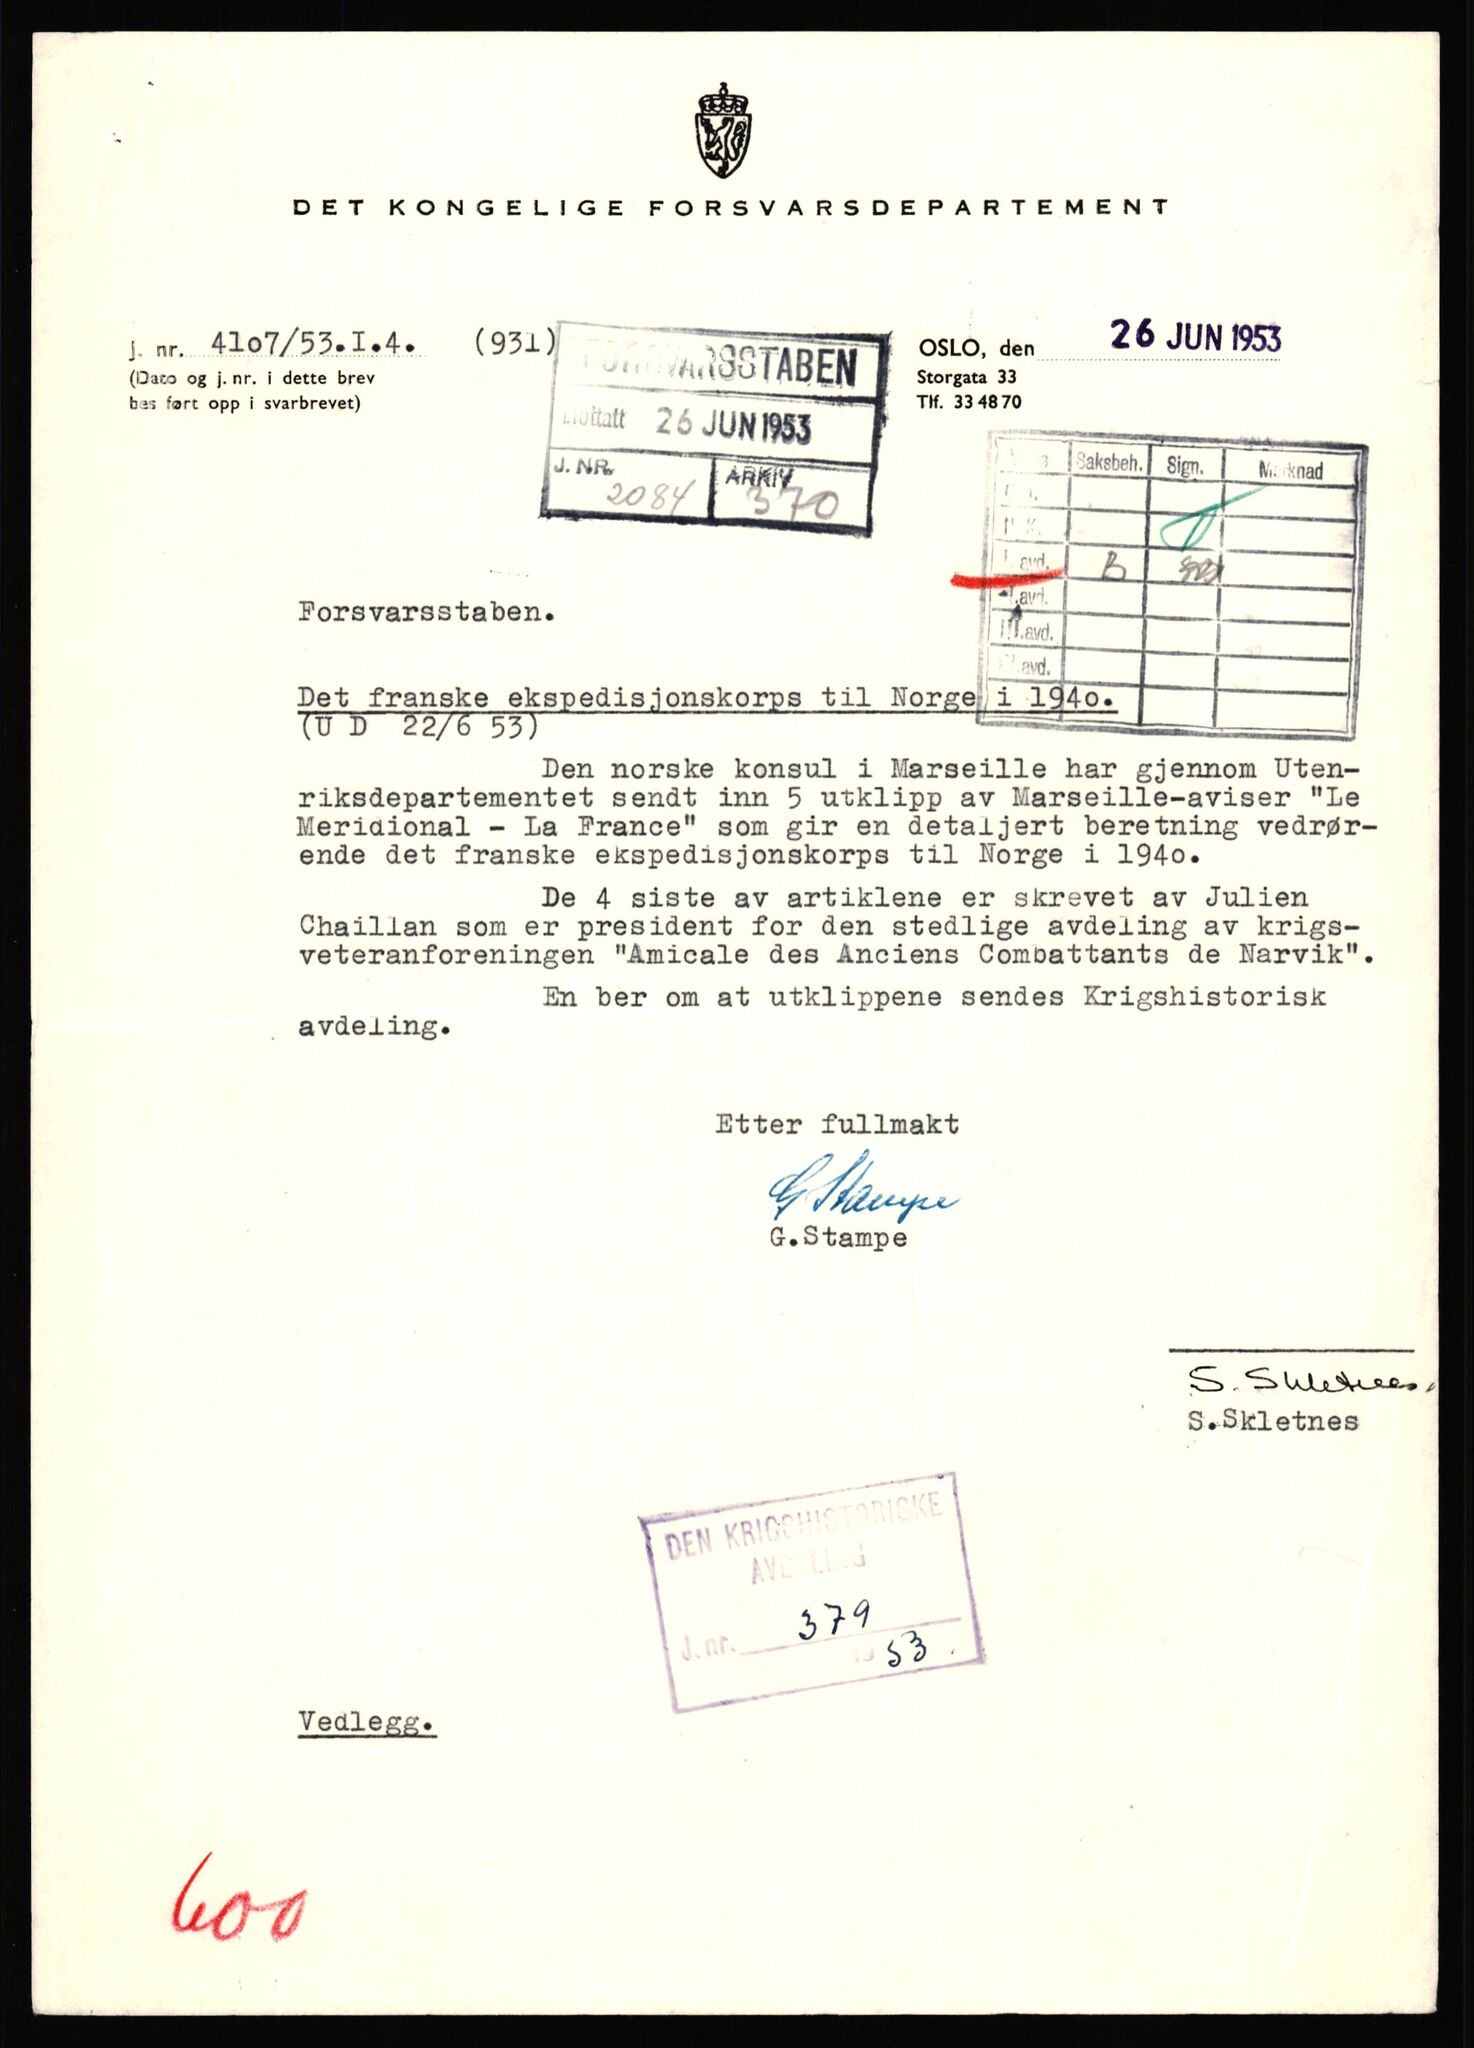 DET KONGELIGE FORSVARSDEPARTEMENT
j. nr. 4107/53.I.4. (931)
(Dato og j. nr. i dette brev
bes ført opp i svarbrevet)
FORSVARSSTABEN
Mottatt 26 JUN 1953
J. NR. 2084 ARKIV 370
OSLO, den 26 JUN 1953
Storgata 33
Tlf. 33 48 70
Saksbeh. Sign. Merknad
I.avd. B
I.avd.
III.avd.
avd.
Forsvarsstaben.
Det franske ekspedisjonskorps til Norge i 1940.
(U D 22/6 53)
Den norske konsul i Marseille har gjennom Uten-
riksdepartementet sendt inn 5 utklipp av Marseille-aviser "Le
Meridional - La France" som gir en detaljert beretning vedrør-
ende det franske ekspedisjonskorps til Norge i 1940.
De 4 siste av artiklene er skrevet av Julien
Chaillan som er president for den stedlige avdeling av krigs-
veteranforeningen "Amicale des Anciens Combattants de Narvik".
En ber om at utklippene sendes Krigshistorisk
avdeling.
Etter fullmakt
G Stampe
G.Stampe
S. Skletnes
S.Skletnes
DEN KRIGSHISTORISKE
AVDELING
J. nr. 379
1953.
Vedlegg.
600